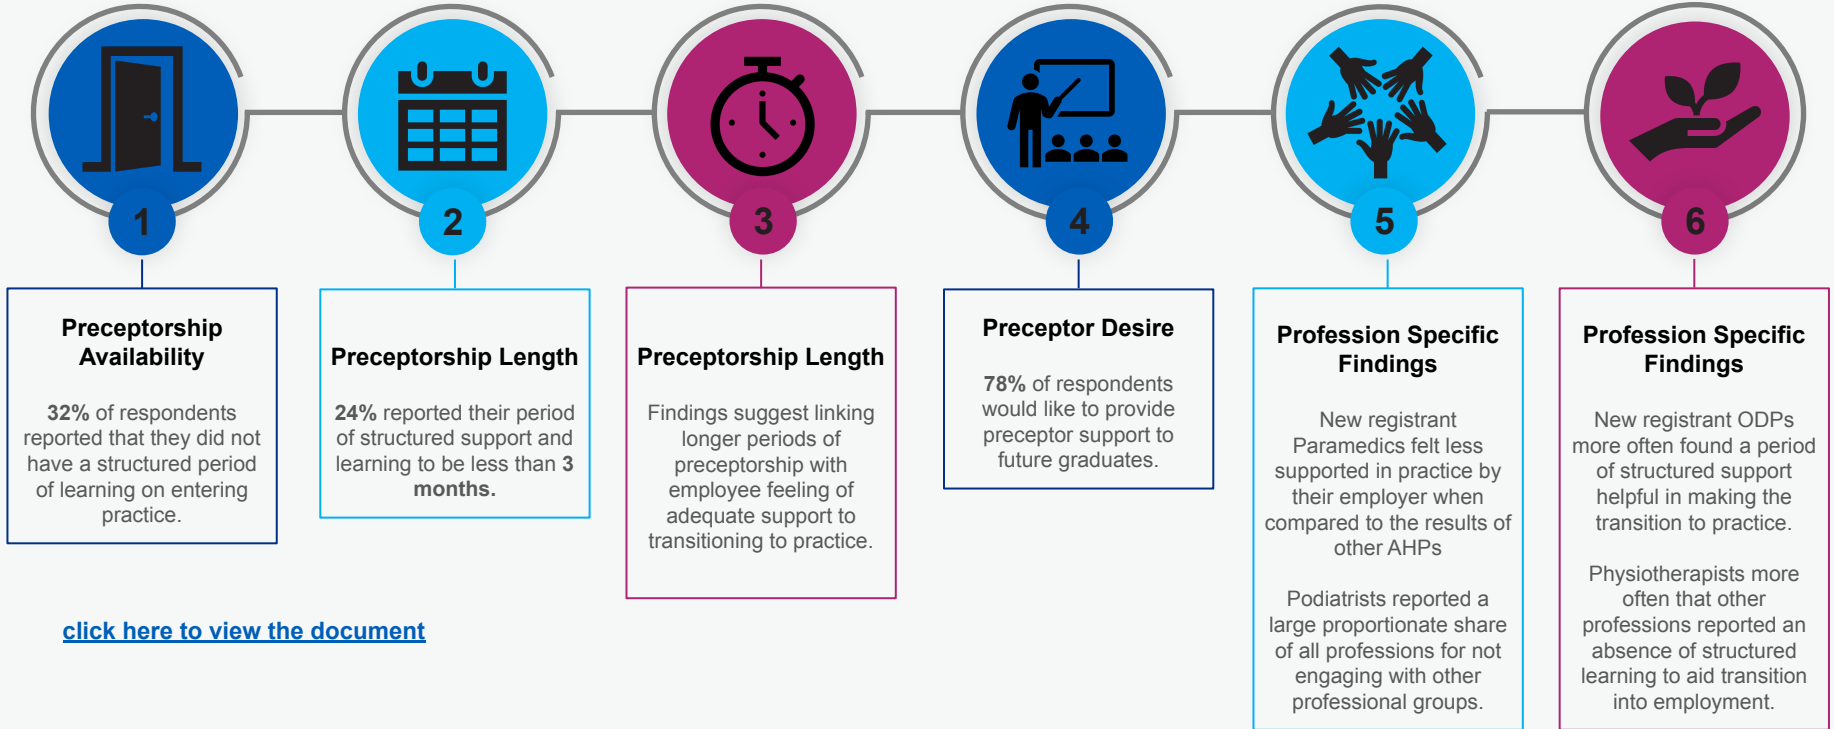 1
Preceptorship
Availability
32% of respondents
reported that they did not
have a structured period
of learning on entering
practice.
2
Preceptorship Length
24% reported their period
of structured support and
learning to be less than 3
months.
3
Preceptorship Length
Findings suggest linking
longer periods of
preceptorship with
employee feeling of
adequate support to
transitioning to practice.
4
Preceptor Desire
78% of respondents
would like to provide
preceptor support to
future graduates.
5
Profession Specific
Findings
New registrant
Paramedics felt less
supported in practice by
their employer when
compared to the results of
other AHPs
Podiatrists reported a
large proportionate share
of all professions for not
engaging with other
professional groups.
6
Profession Specific
Findings
New registrant ODPs
more often found a period
of structured support
helpful in making the
transition to practice.
Physiotherapists more
often that other
professions reported an
absence of structured
learning to aid transition
into employment.
click here to view the document